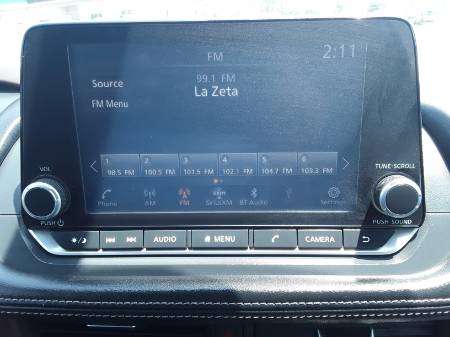 FM 2:11
Source 99.1 FM
La Zeta
FM Menu
1 2 3 4 5 6
98.5 FM 100.3 FM 101.5 FM 102.1 FM 104.7 FM 103.3 FM
VOL TUNE·SCROLL
Phone AM FM SiriusXM BT Audio Settings
PUSH PUSH SOUND
AUDIO MENU CAMERA